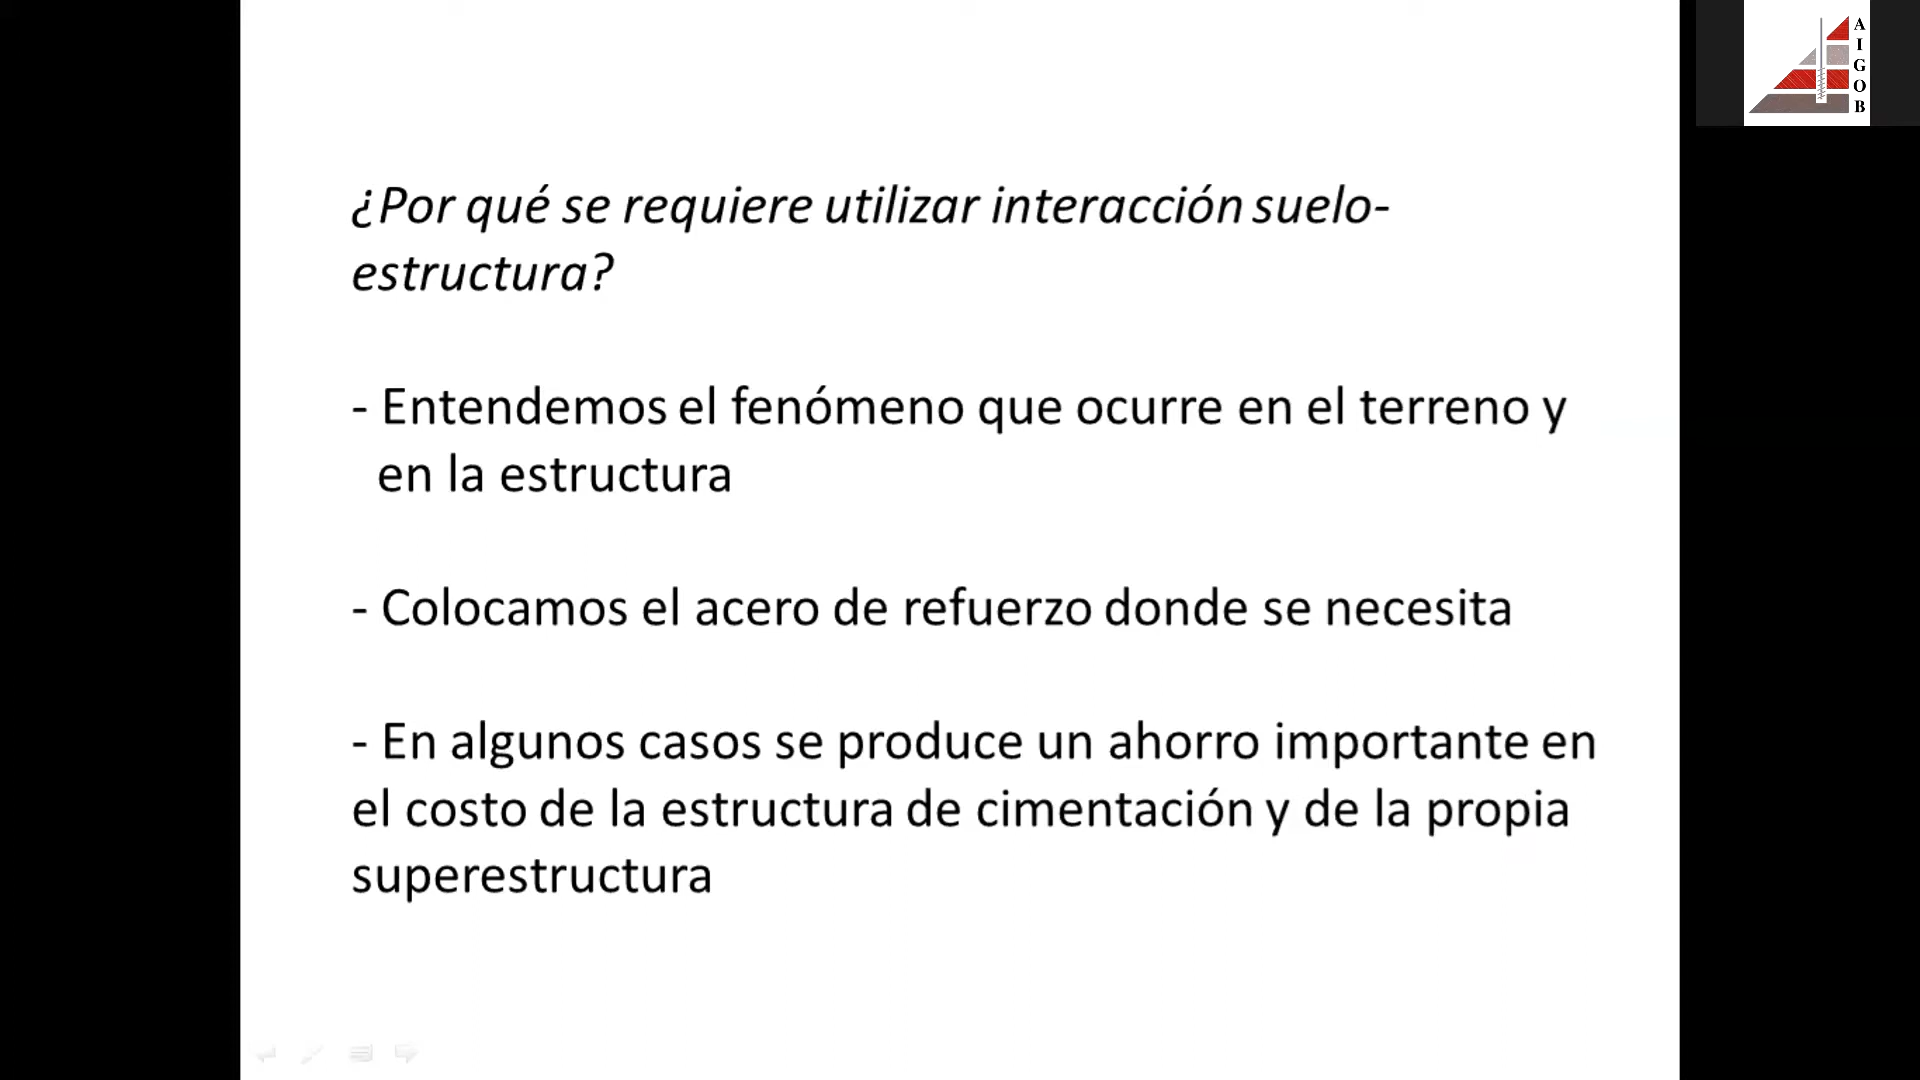 ¿Por qué se requiere utilizar interacción suelo-
estructura?
- Entendemos el fenómeno que ocurre en el terreno y
en la estructura
- Colocamos el acero de refuerzo donde se necesita
- En algunos casos se produce un ahorro importante en
el costo de la estructura de cimentación y de la propia
superestructura
A
I
G
O
B